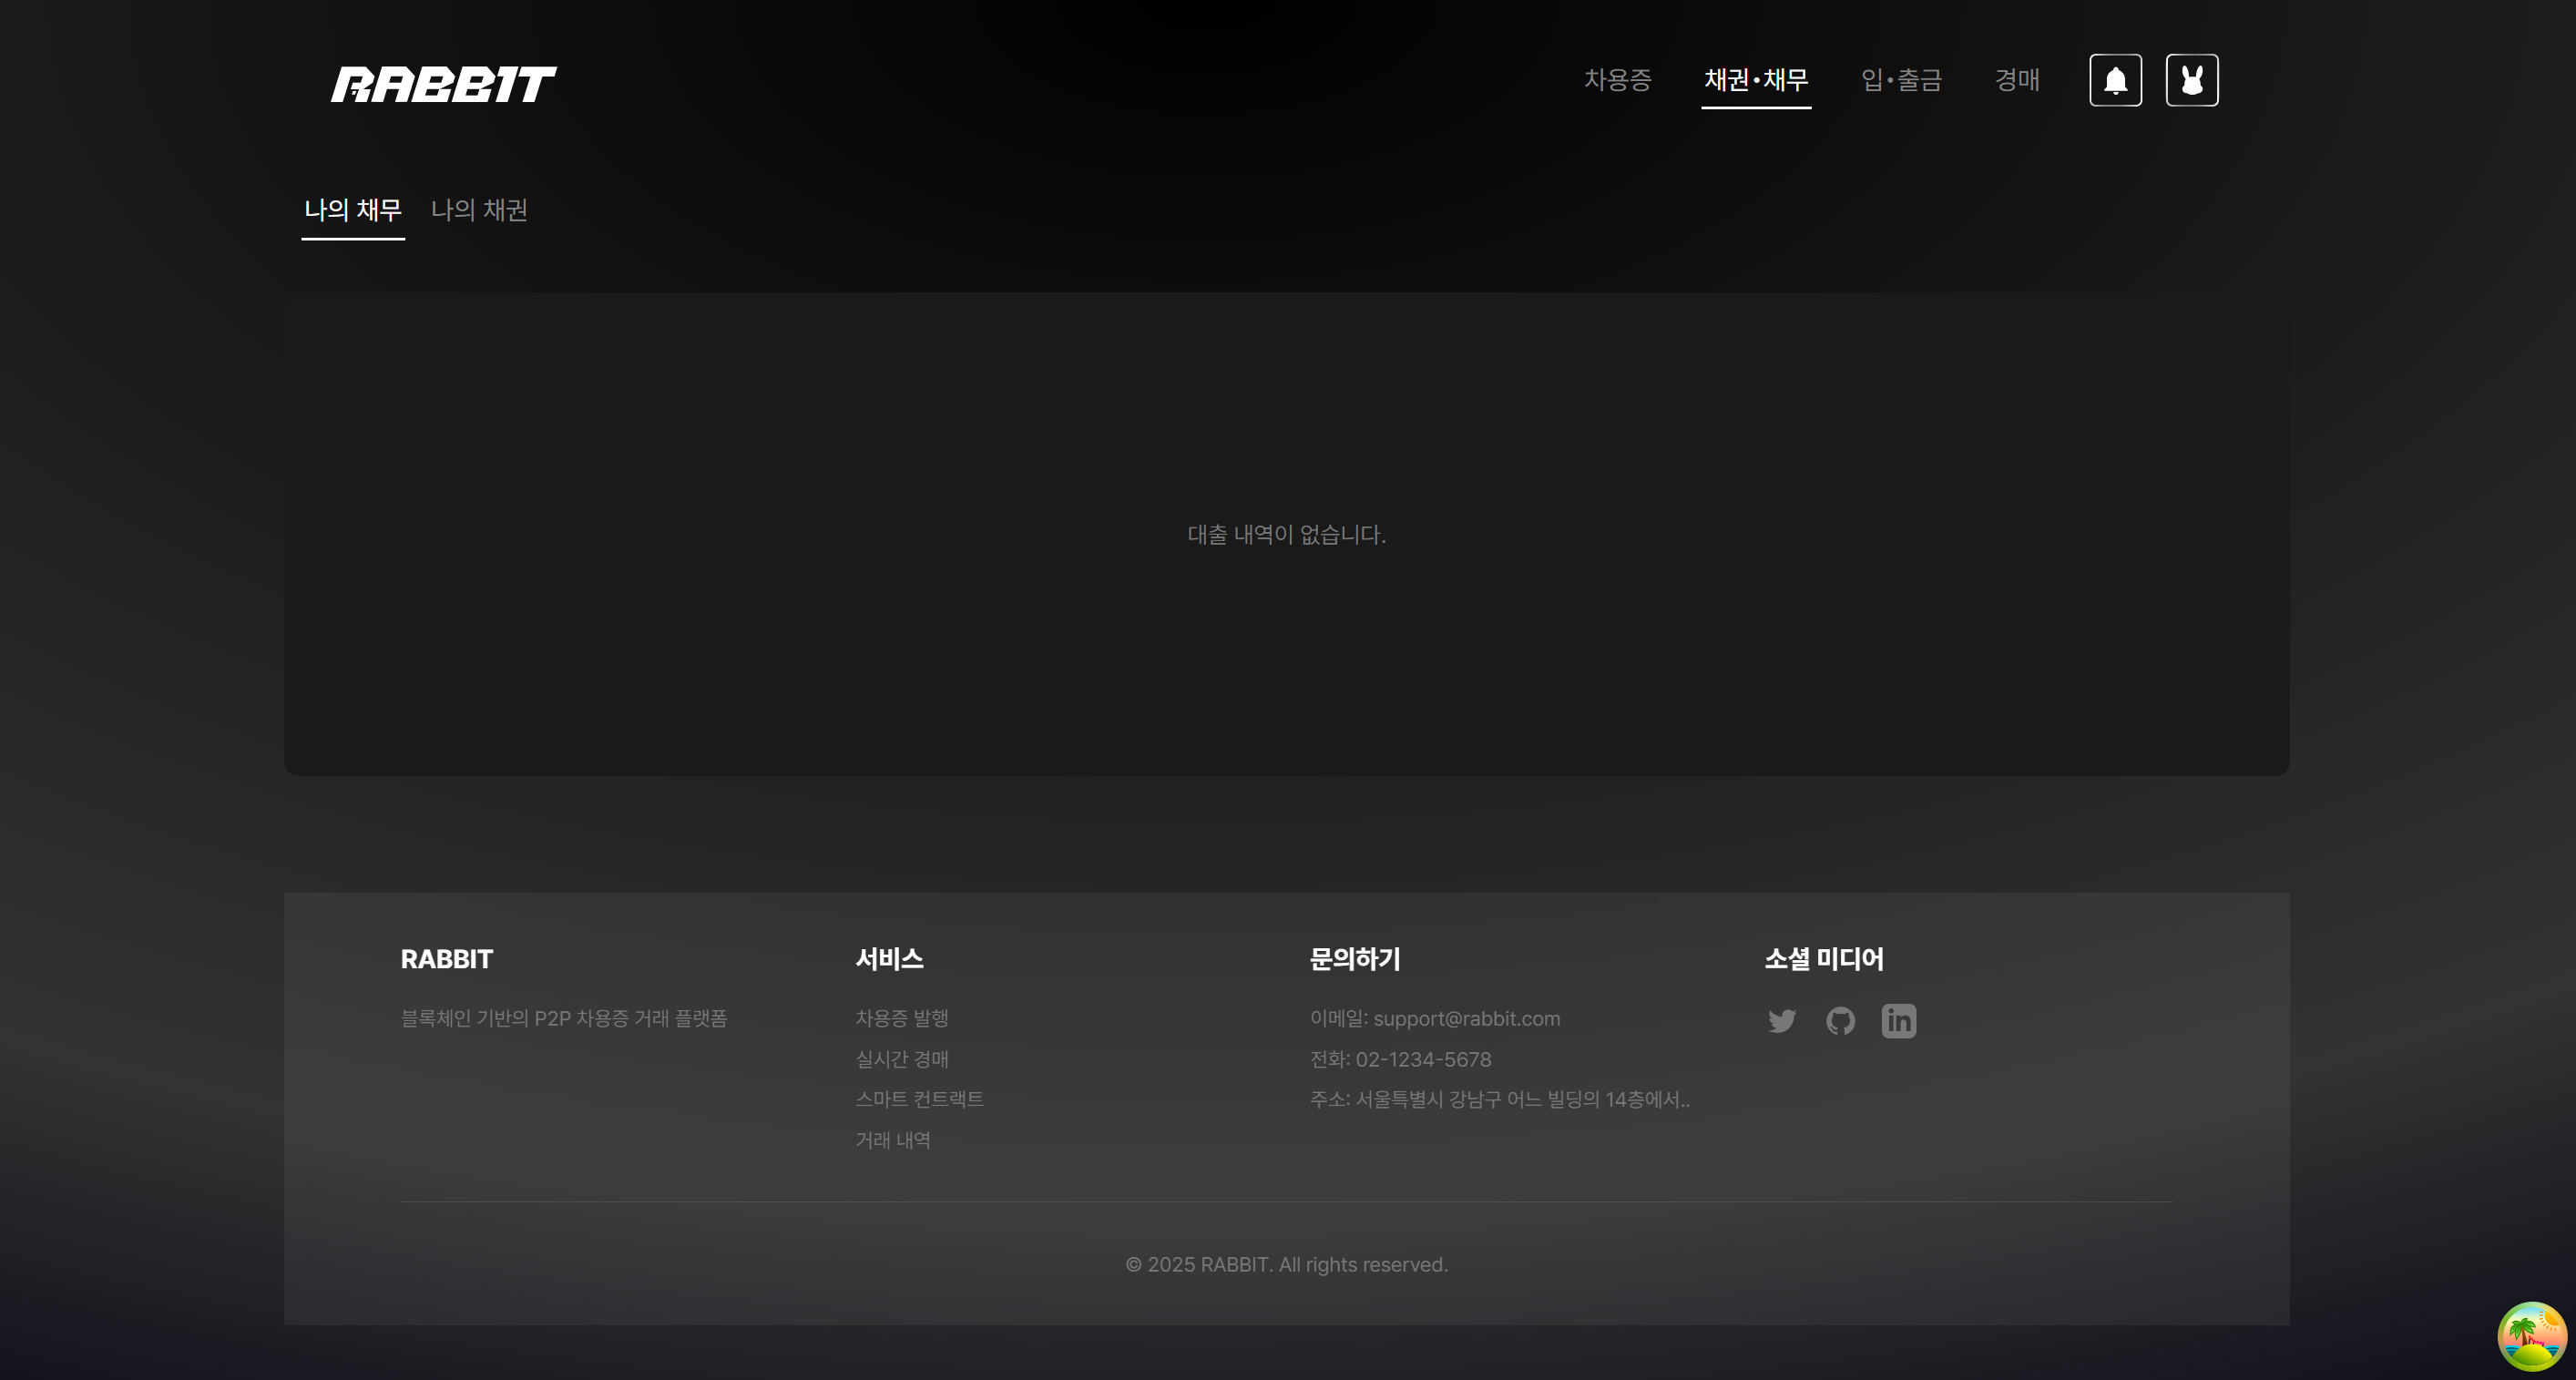 RABBIT
차용증 채권•채무 입•출금 경매
나의 채무 나의 채권
대출 내역이 없습니다.
RABBIT
블록체인 기반의 P2P 차용증 거래 플랫폼
서비스
차용증 발행
실시간 경매
스마트 컨트랙트
거래 내역
문의하기
이메일: support@rabbit.com
전화: 02-1234-5678
주소: 서울특별시 강남구 어느 빌딩의 14층에서..
소셜 미디어
in
© 2025 RABBIT. All rights reserved.